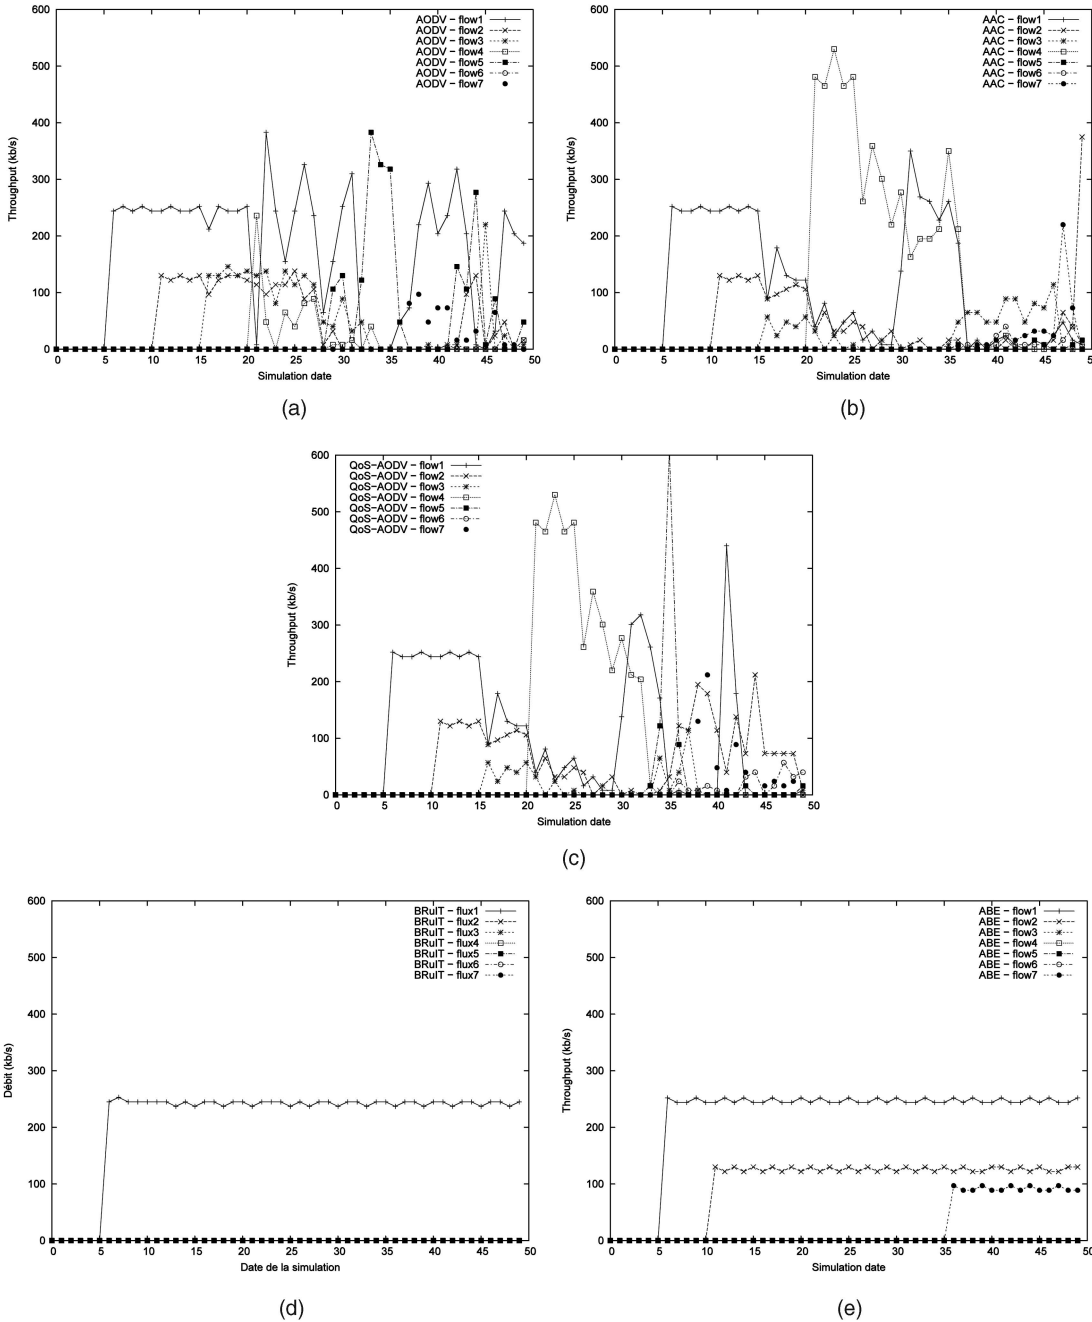 600
500
400
300
200
100
0
Throughput (kb/s)
AODV − flow1
AODV − flow2
AODV − flow3
AODV − flow4
AODV − flow5
AODV − flow6
AODV − flow7
0 5 10 15 20 25 30 35 40 45 50
Simulation date
(a)
600
500
400
300
200
100
0
Throughput (kb/s)
AAC − flow1
AAC − flow2
AAC − flow3
AAC − flow4
AAC − flow5
AAC − flow6
AAC − flow7
0 5 10 15 20 25 30 35 40 45 50
Simulation date
(b)
600
500
400
300
200
100
0
Throughput (kb/s)
QoS−AODV − flow1
QoS−AODV − flow2
QoS−AODV − flow3
QoS−AODV − flow4
QoS−AODV − flow5
QoS−AODV − flow6
QoS−AODV − flow7
0 5 10 15 20 25 30 35 40 45 50
Simulation date
(c)
600
500
400
300
200
100
0
Débit (kb/s)
BRuIT − flux1
BRuIT − flux2
BRuIT − flux3
BRuIT − flux4
BRuIT − flux5
BRuIT − flux6
BRuIT − flux7
0 5 10 15 20 25 30 35 40 45 50
Date de la simulation
(d)
600
500
400
300
200
100
0
Throughput (kb/s)
ABE − flow1
ABE − flow2
ABE − flow3
ABE − flow4
ABE − flow5
ABE − flow6
ABE − flow7
0 5 10 15 20 25 30 35 40 45 50
Simulation date
(e)